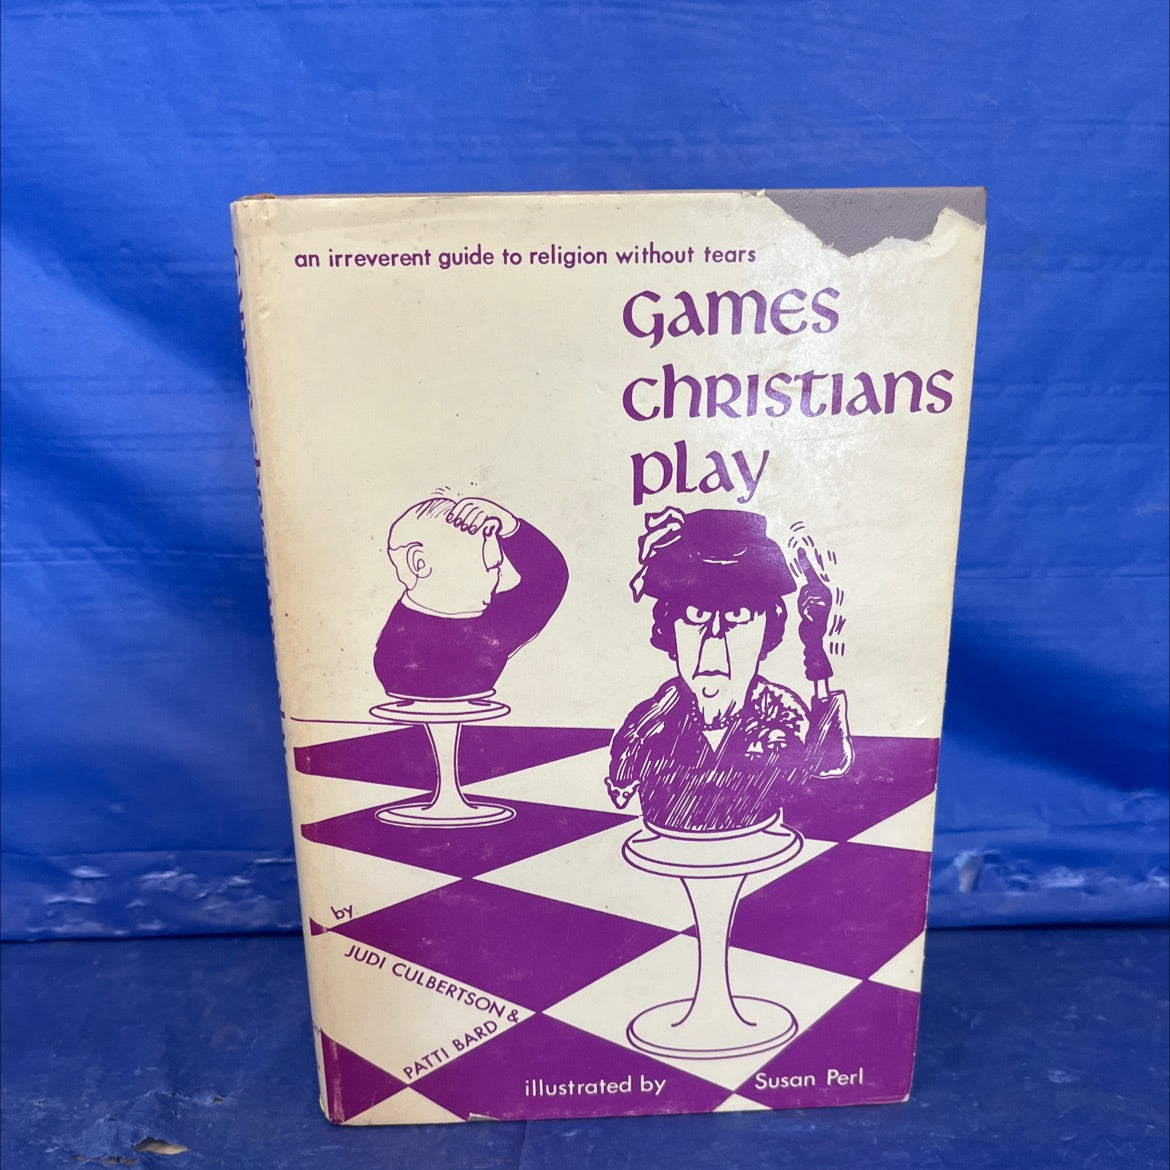 an irreverent guide to religion without tears
Games
Christians
Play
by
JUDI CULBERTSON &
PATTI BARD
illustrated by Susan Perl